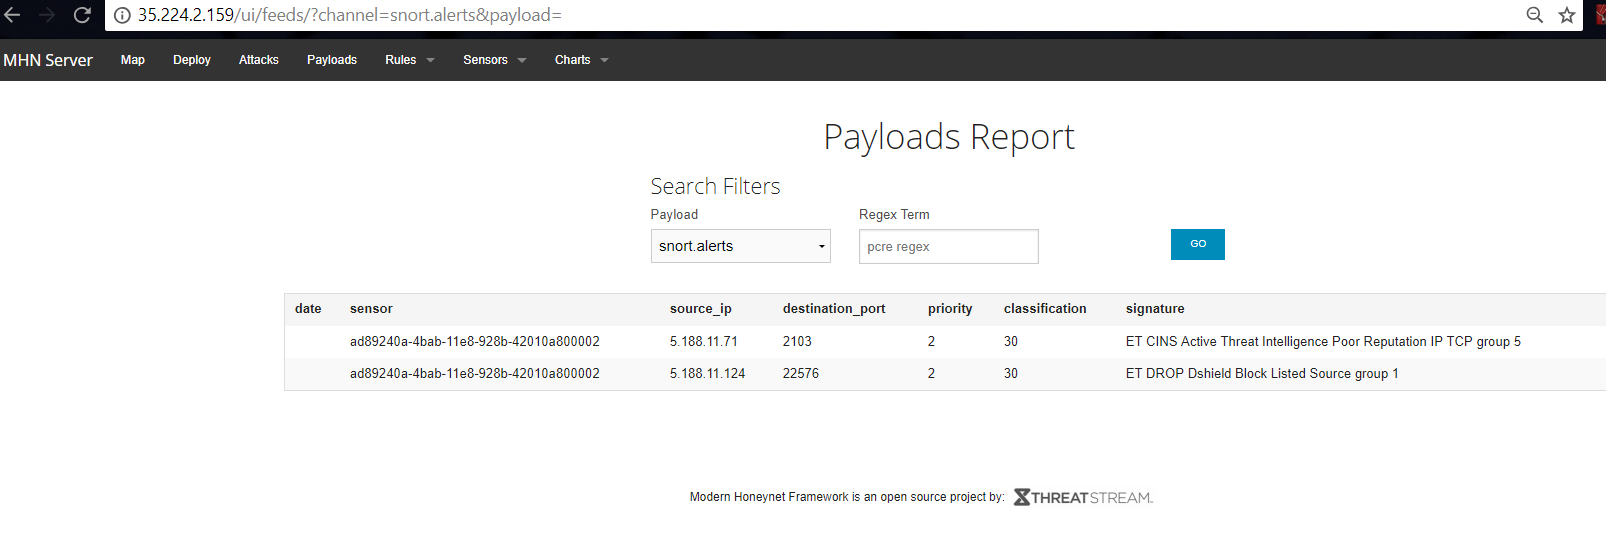 35.224.2.159/ui/feeds/?channel=snort.alerts&payload=
MHN Server Map Deploy Attacks Payloads Rules Sensors Charts
Payloads Report
Search Filters
Payload Regex Term
snort.alerts pcre regex GO
date sensor source_ip destination_port priority classification signature
ad89240a-4bab-11e8-928b-42010a800002 5.188.11.71 2103 2 30 ET CINS Active Threat Intelligence Poor Reputation IP TCP group 5
ad89240a-4bab-11e8-928b-42010a800002 5.188.11.124 22576 2 30 ET DROP Dshield Block Listed Source group 1
Modern Honeynet Framework is an open source project by: THREATSTREAM